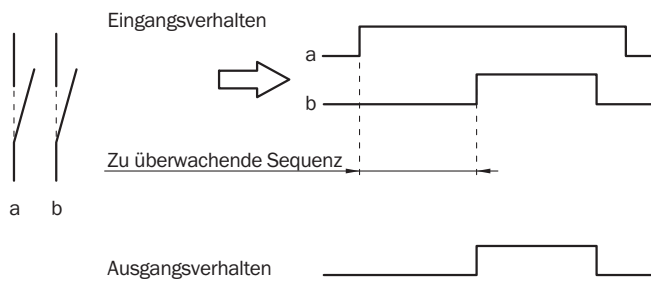 Eingangsverhalten
a
b
Zu überwachende Sequenz
a b
Ausgangsverhalten